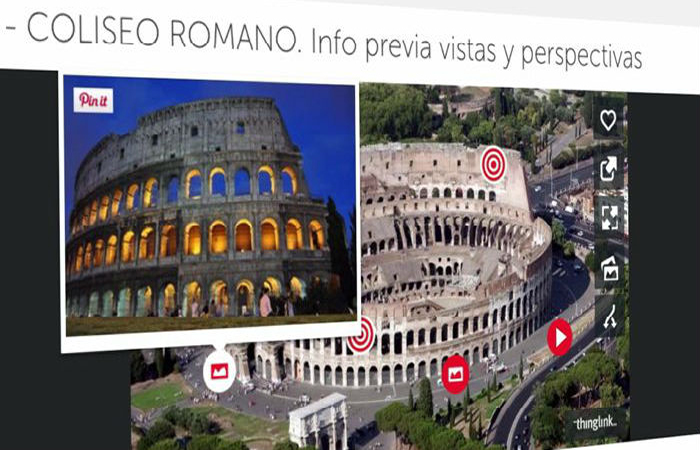 - COLISEO ROMANO. Info previa vistas y perspectivas
Pin it
thinglink..